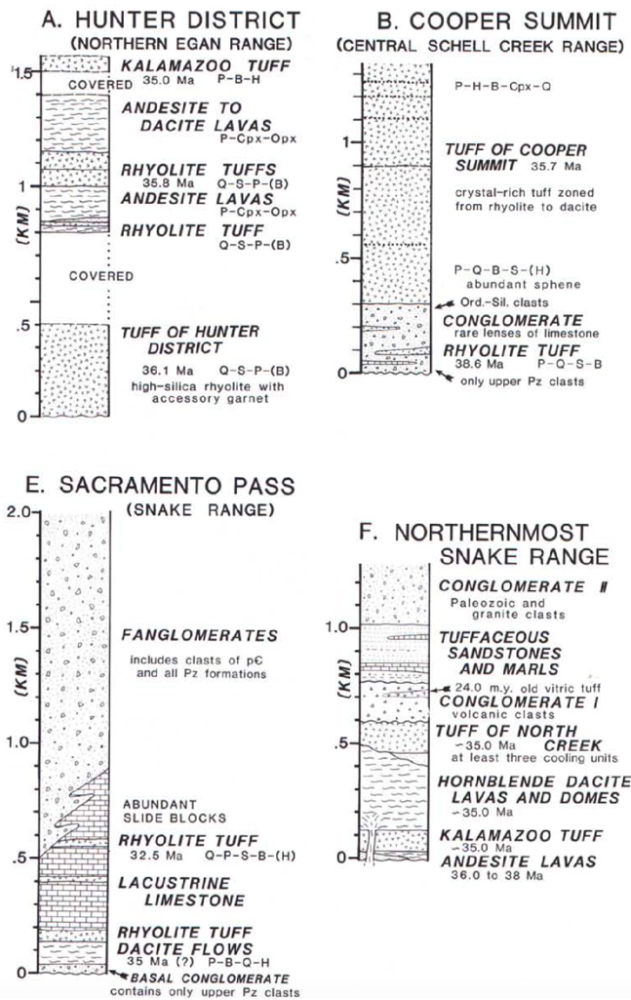 A. HUNTER DISTRICT
(NORTHERN EGAN RANGE)
1.5
KALAMAZOO TUFF
35.0 Ma P-B-H
COVERED
ANDESITE TO
DACITE LAVAS
P-Cpx-Opx
RHYOLITE TUFFS
35.8 Ma Q-S-P-(B)
1
ANDESITE LAVA
P-Cpx-Opx
(KM)
RHYOLITE TUFF
Q-S-P-(B)
COVERED
.5
TUFF OF HUNTER
DISTRICT
36.1 Ma Q-S-P-(B)
high-silica rhyolite with
accessory garnet
0
B. COOPER SUMMIT
(CENTRAL SCHELL CREEK RANGE)
P-H-B-Cpx-Q
1
TUFF OF COOPER
SUMMIT 35.7 Ma
(KM)
crystal-rich tuff zoned
from rhyolite to dacite
.5
P-Q-B-S-(H)
abundant sphene
Ord.-Sil. clasts
CONGLOMERATE
rare lenses of limestone
RHYOLITE TUFF
38.6 Ma P-Q-S-B
0
only upper Pz clasts
E. SACRAMENTO PASS
(SNAKE RANGE)
2.0
1.5
FANGLOMERATES
(KM)
includes clasts of p€
and all Pz formations
1.0
ABUNDANT
SLIDE BLOCKS
RHYOLITE TUFF
32.5 Ma Q-P-S-B-(H)
.5
LACUSTRINE
LIMESTONE
RHYOLITE TUFF
DACITE FLOWS
35 Ma (?) P-B-Q-H
0
BASAL CONGLOMERATE
contains only upper Pz clasts
F. NORTHERNMOST
SNAKE RANGE
CONGLOMERATE II
Paleozoic and
granite clasts
1.0
TUFFACEOUS
SANDSTONES
AND MARLS
(KM)
24.0 m.y. old vitric tuff
CONGLOMERATE I
volcanic clasts
TUFF OF NORTH
~35.0 Ma CREEK
.5
at least three cooling units
HORNBLENDE DACITE
LAVAS AND DOMES
~35.0 Ma
KALAMAZOO TUFF
~35.0 Ma
0
ANDESITE LAVAS
36.0 to 38 Ma